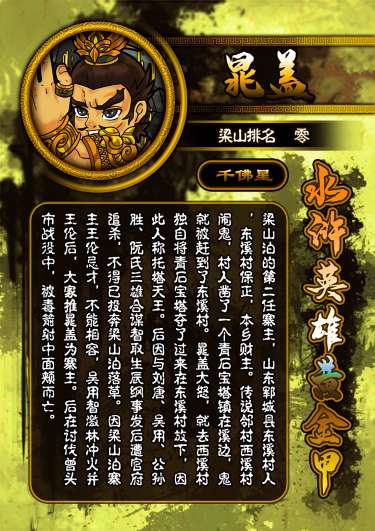 晁盖
梁山排名 零
千佛星
水浒英雄黄金甲
梁山泊的第二任寨主，山东郓城县东溪村人
，东溪村保正，本乡财主。传说邻村西溪村
闹鬼，村人凿了一个青石宝塔镇在溪边，鬼
就被赶到了东溪村。晁盖大怒，就去西溪村
独自将青石宝塔夺了过来在东溪村放下，因
此人称托塔天王。后因与刘唐、吴用、公孙
胜、阮氏三雄合谋智取生辰纲事发后遭官府
追杀，不得已投奔梁山泊落草。因梁山泊寨
主王伦忌才，不能相容，吴用智激林冲火并
王伦后，大家推晁盖为寨主。后在讨伐曾头
市战役中，被毒箭射中面颊而亡。